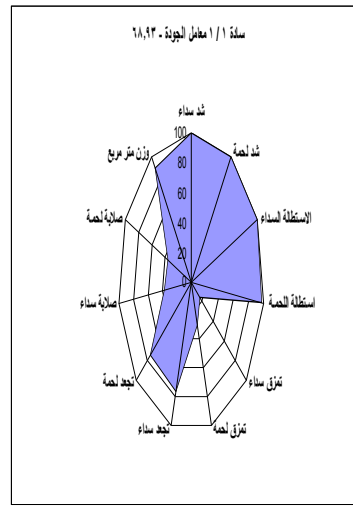 سادة ١ / ١ معامل الجودة - ٦٨,٩٣
شد سداء
شد لحمة
الاستطالة السداء
استطالة اللحمة
تمزق سداء
تمزق لحمة
تجعد سداء
تجعد لحمة
صلابة سداء
صلابة لحمة
وزن متر مربع
100
80
60
40
20
0